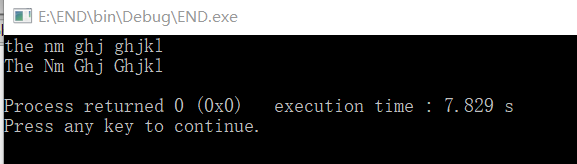 E:\END\bin\Debug\END.exe
the nm ghj ghjkl
The Nm Ghj Ghjkl
Process returned 0 (0x0)   execution time : 7.829 s
Press any key to continue.